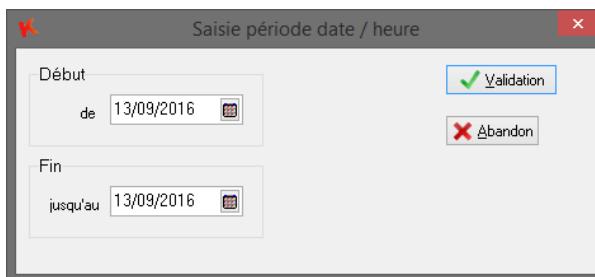 Saisie période date / heure
Début
de 13/09/2016
Validation
Abandon
Fin
jusqu'au 13/09/2016